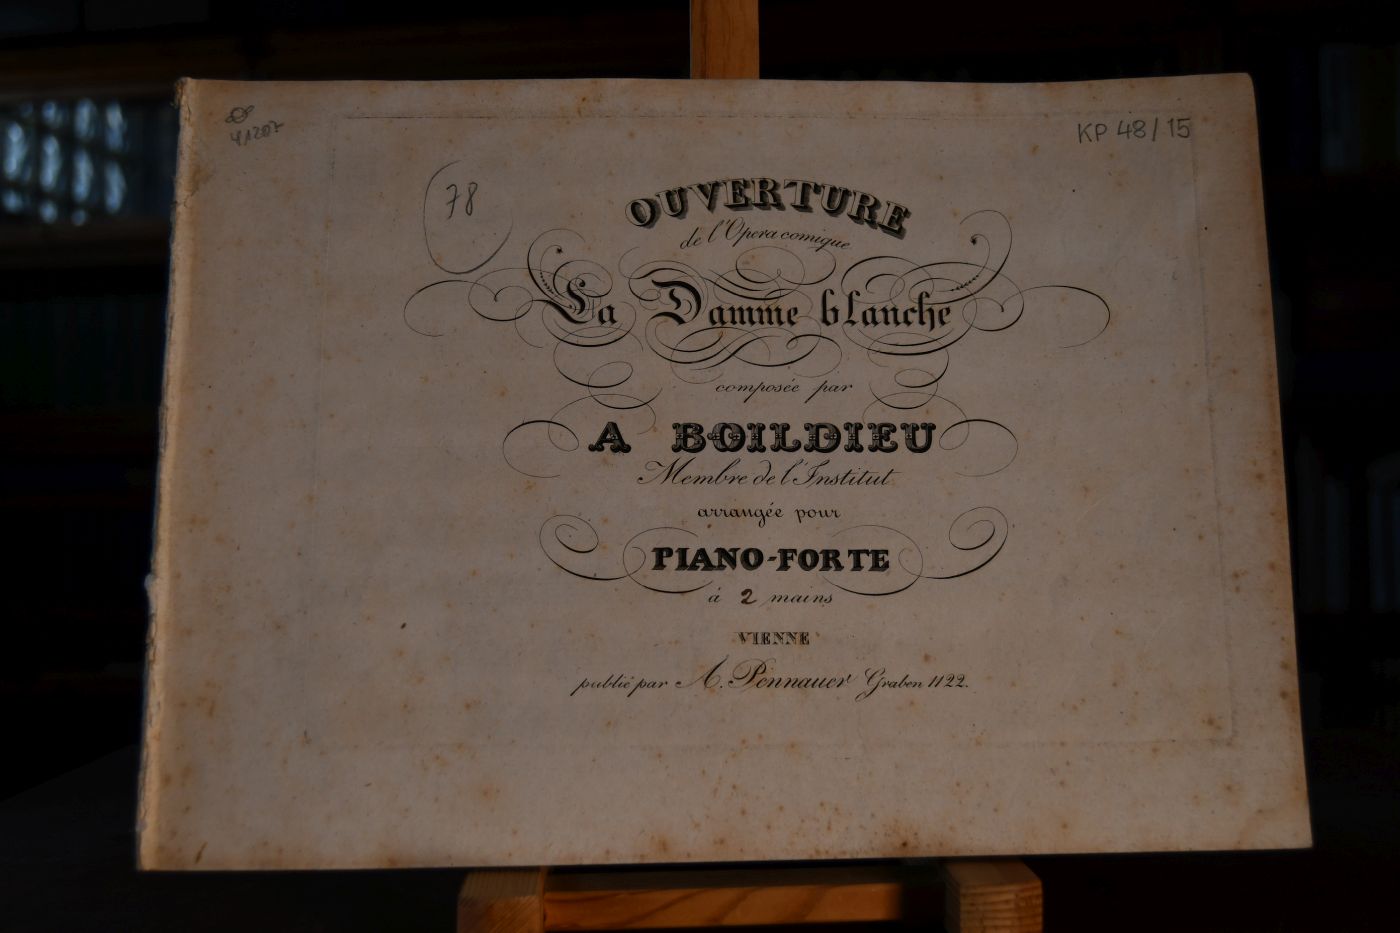 41207
KP 48/15
78
OUVERTURE
de l'Opera comique
La Damme blanche
composée par
A BOILDIEU
Membre de l'Institut
arrangée pour
PIANO-FORTE
à 2 mains
VIENNE
publié par A. Pennauer Graben 1122.